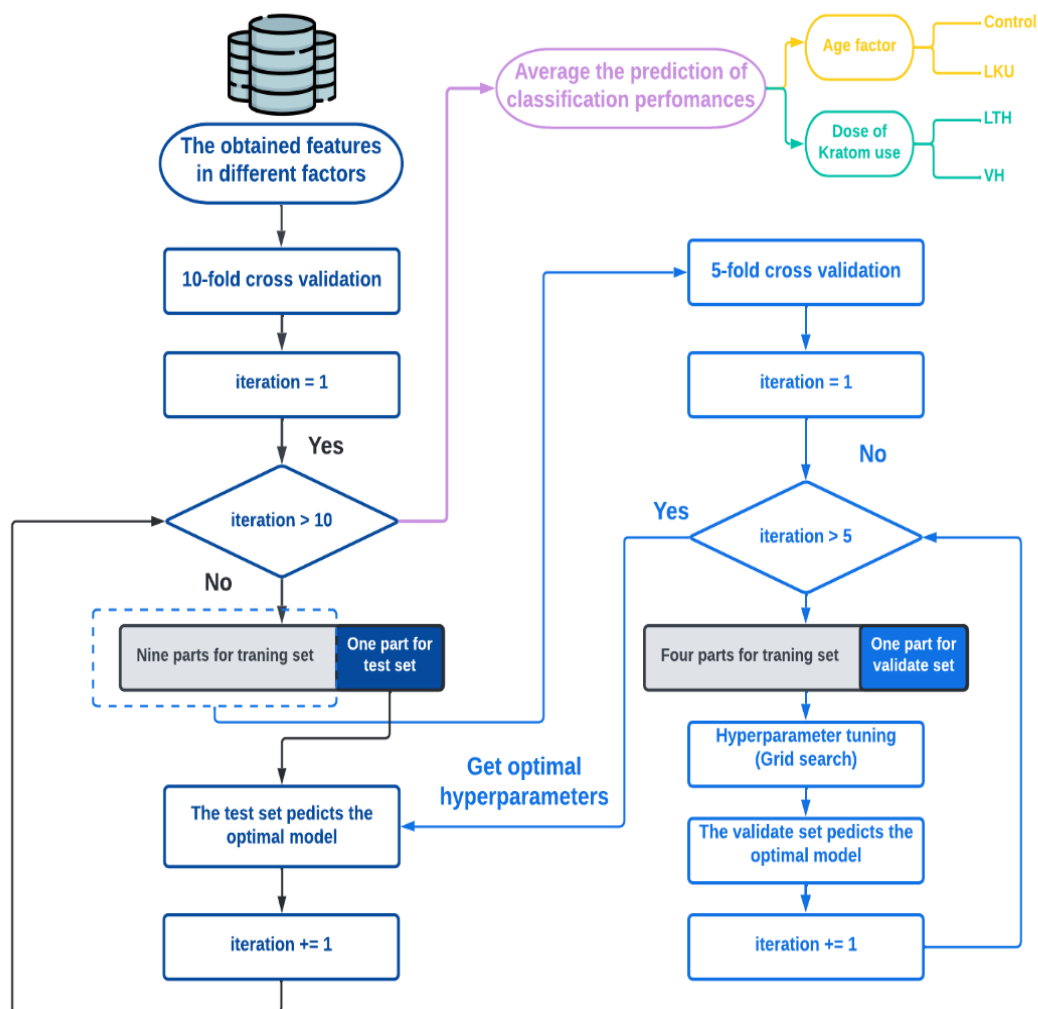 The obtained features
in different factors
10-fold cross validation
iteration = 1
Yes
iteration > 10
No
Nine parts for traning set
One part for
test set
The test set pedicts the
optimal model
iteration += 1
Average the prediction of
classification perfomances
Age factor
Control
LKU
Dose of
Kratom use
LTH
VH
5-fold cross validation
iteration = 1
No
Yes
iteration > 5
Four parts for traning set
One part for
validate set
Hyperparameter tuning
(Grid search)
Get optimal
hyperparameters
The validate set pedicts the
optimal model
iteration += 1